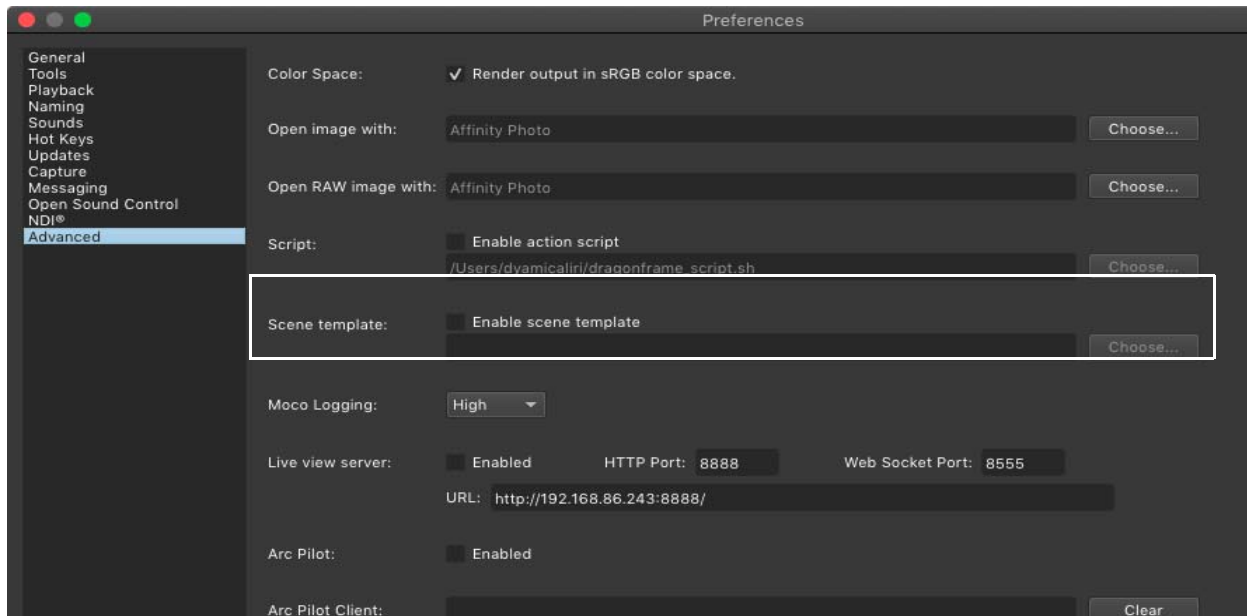 Preferences
General
Tools
Playback
Naming
Sounds
Hot Keys
Updates
Capture
Messaging
Open Sound Control
NDI®
Advanced
Color Space: Render output in sRGB color space.
Open image with: Affinity Photo Choose...
Open RAW image with: Affinity Photo Choose...
Script: Enable action script
/Users/dyamicaliri/dragonframe_script.sh Choose...
Scene template: Enable scene template
Choose...
Moco Logging: High
Live view server: Enabled HTTP Port: 8888 Web Socket Port: 8555
URL: http://192.168.86.243:8888/
Arc Pilot: Enabled
Arc Pilot Client: Clear